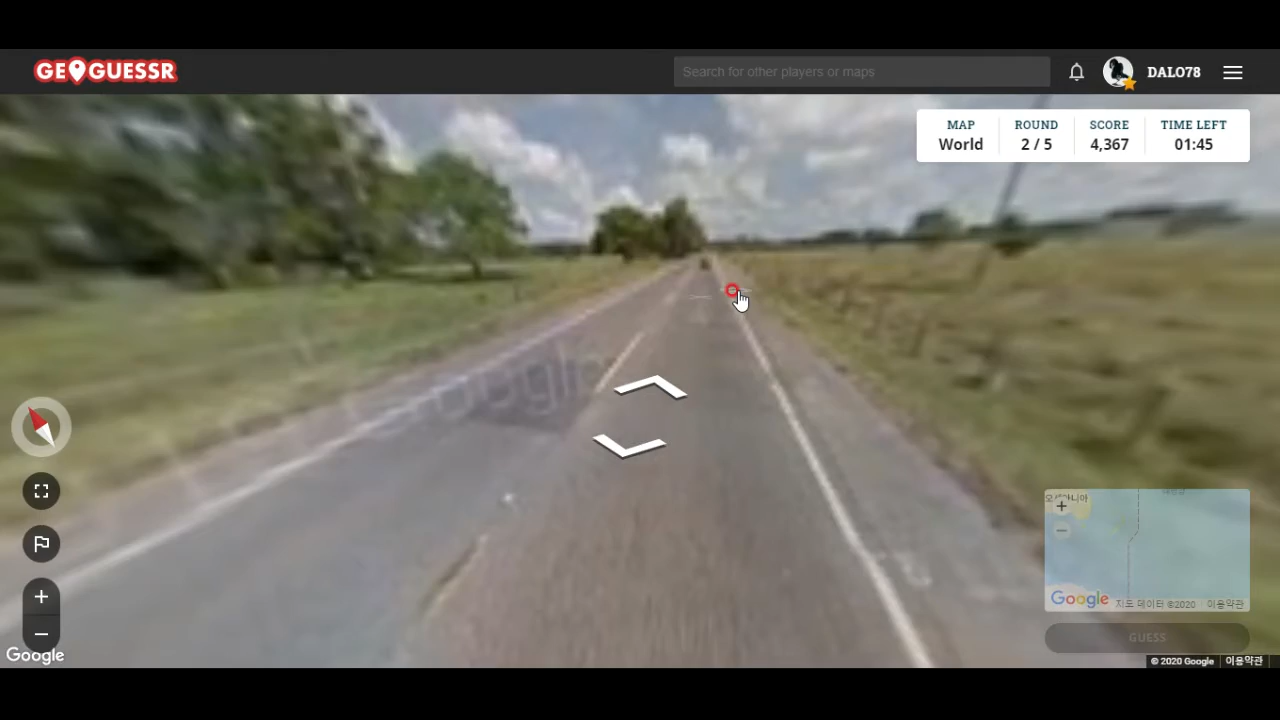 GEOGUESSR
Search for other players or maps
DALO78
MAP
World
ROUND
2 / 5
SCORE
4,367
TIME LEFT
01:45
Google
+
−
Google
지도 데이터 ©2020 이용약관
GUESS
+
−
Google
© 2020 Google 이용약관